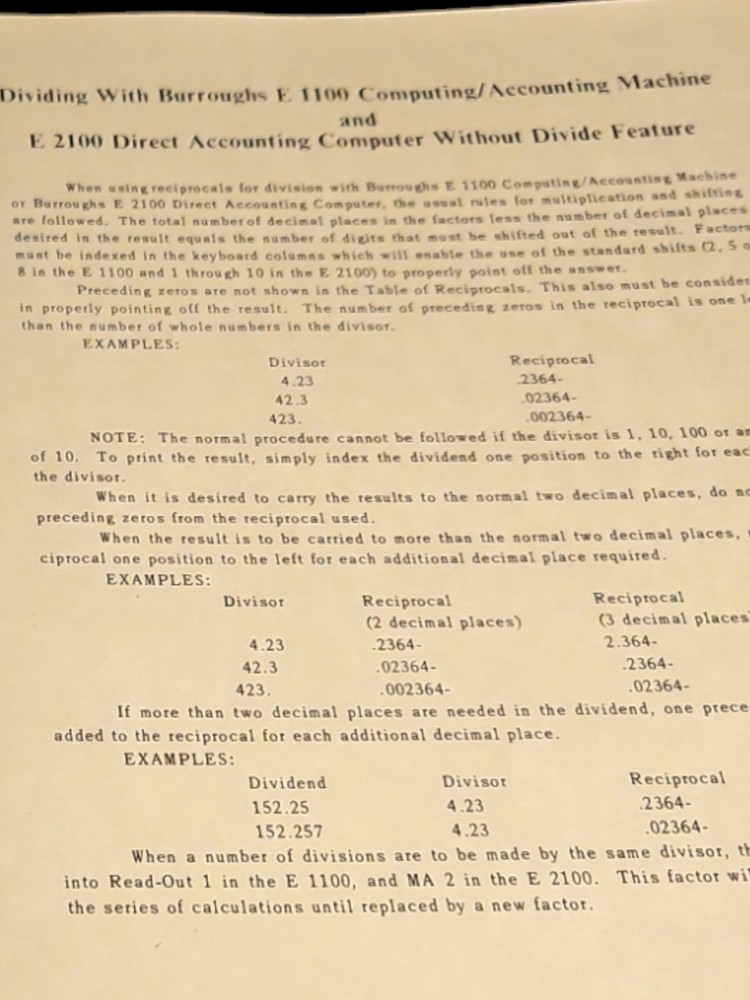 Dividing With Burroughs E 1100 Computing/Accounting Machine
and
E 2100 Direct Accounting Computer Without Divide Feature
When using reciprocals for division with Burroughs E 1100 Computing/Accounting Machine
or Burroughs E 2100 Direct Accounting Computer, the usual rules for multiplication and shifting
are followed. The total number of decimal places in the factors less the number of decimal places
desired in the result equals the number of digits that must be shifted out of the result. Factors
must be indexed in the keyboard columns which will enable the use of the standard shifts (2, 5 o
8 in the E 1100 and 1 through 10 in the E 2100) to properly point off the answer.
Preceding zeros are not shown in the Table of Reciprocals. This also must be consider
in properly pointing off the result. The number of preceding zeros in the reciprocal is one le
than the number of whole numbers in the divisor.
EXAMPLES:
Divisor Reciprocal
4.23 .2364-
42.3 .02364-
423. .002364-
NOTE: The normal procedure cannot be followed if the divisor is 1, 10, 100 or an
of 10. To print the result, simply index the dividend one position to the right for eac
the divisor.
When it is desired to carry the results to the normal two decimal places, do no
preceding zeros from the reciprocal used.
When the result is to be carried to more than the normal two decimal places,
ciprocal one position to the left for each additional decimal place required.
EXAMPLES:
Divisor Reciprocal Reciprocal
(2 decimal places) (3 decimal places
4.23 .2364- 2.364-
42.3 .02364- .2364-
423. .002364- .02364-
If more than two decimal places are needed in the dividend, one prece
added to the reciprocal for each additional decimal place.
EXAMPLES:
Dividend Divisor Reciprocal
152.25 4.23 .2364-
152.257 4.23 .02364-
When a number of divisions are to be made by the same divisor, th
into Read-Out 1 in the E 1100, and MA 2 in the E 2100. This factor wil
the series of calculations until replaced by a new factor.